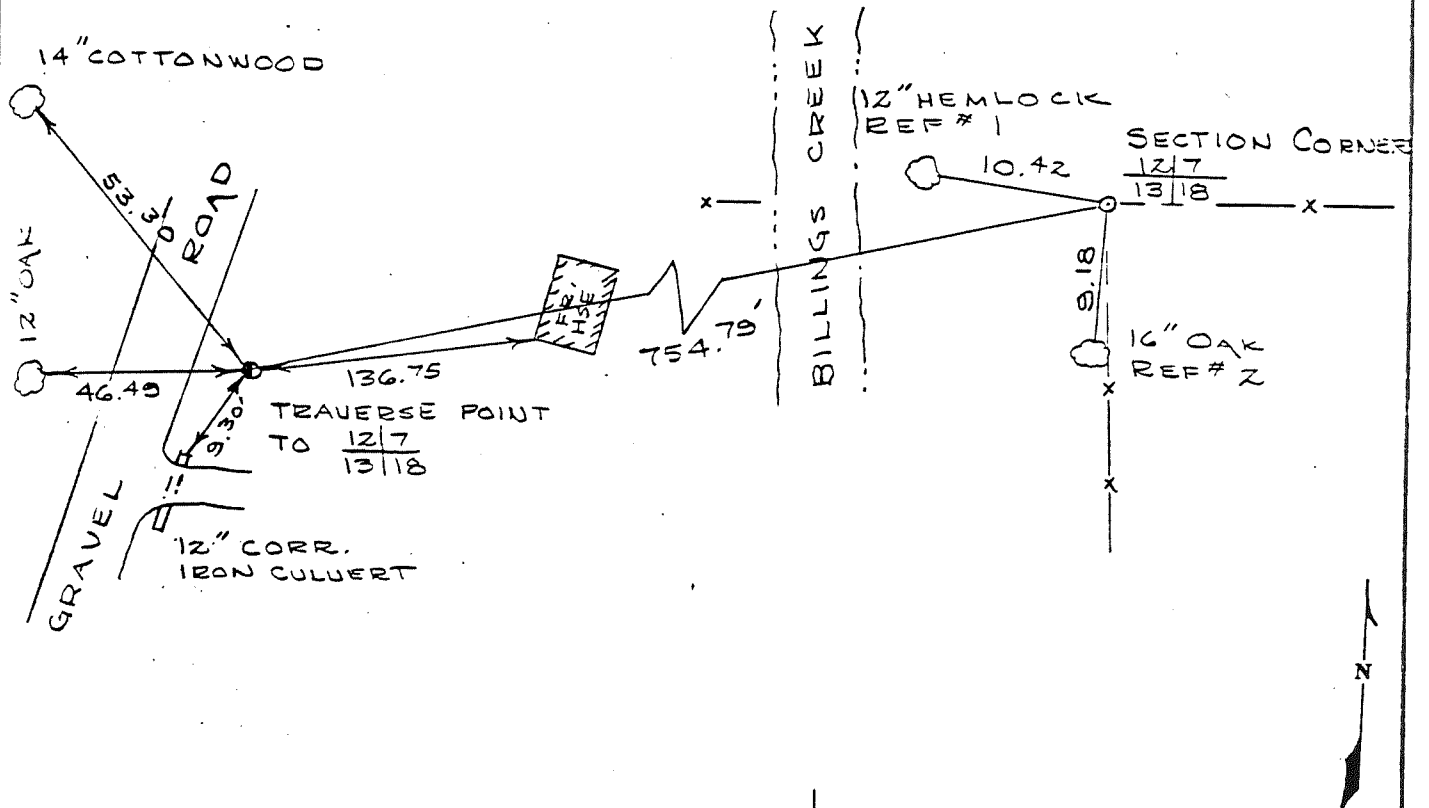 14" COTTONWOOD
53.30
ROAD
12" OAK
46.49
9.30'
136.75
TRAVERSE POINT
TO 12|7
13|18
GRAVEL
12" CORR.
IRON CULVERT
FR.
HSE
754.79'
BILLINGS CREEK
12" HEMLOCK
REF # 1
10.42
SECTION CORNER
12|7
13|18
9.18
16" OAK
REF # 2
N